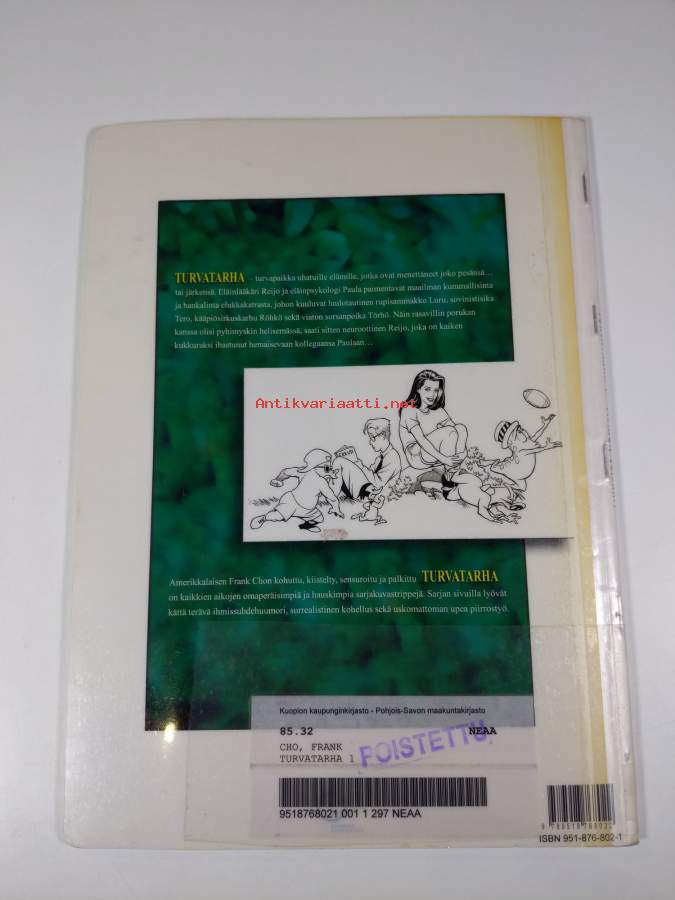 TURVATARHA – turvapaikka uhatuille eläimille, jotka ovat menettäneet joko pesänsä...
tai järkensä. Eläinlääkäri Reijo ja eläinpsykologi Paula paimentavat maailman kummallisinta
ja hankalinta elukkakatrasta, johon kuuluvat luulotautinen rupisammakko Luru, sovinistisika
Tero, kääpiösirkuskarhu Röhkö sekä viaton sorsanpoika Törhö. Näin rasavillin porukan
kanssa olisi pyhimyskin helisemässä, saati sitten neuroottinen Reijo, joka on kaiken
kukkuraksi ihastunut hemaisevaan kollegaansa Paulaan...
Antikvariaatti.net
Amerikkalaisen Frank Chon kohuttu, kiistelty, sensuroitu ja palkittu TURVATARHA
on kaikkien aikojen omaperäisimpiä ja hauskimpia sarjakuvastrippejä. Sarjan sivuilla lyövät
kättä terävä ihmissuhdehuumori, surrealistinen kohellus sekä uskomattoman upea piirrostyö.
Kuopion kaupunginkirjasto - Pohjois-Savon maakuntakirjasto
85.32 NEAA
CHO, FRANK
TURVATARHA 1
POISTETTU
9518768021 001 1 297 NEAA
ISBN 951-876-802-1